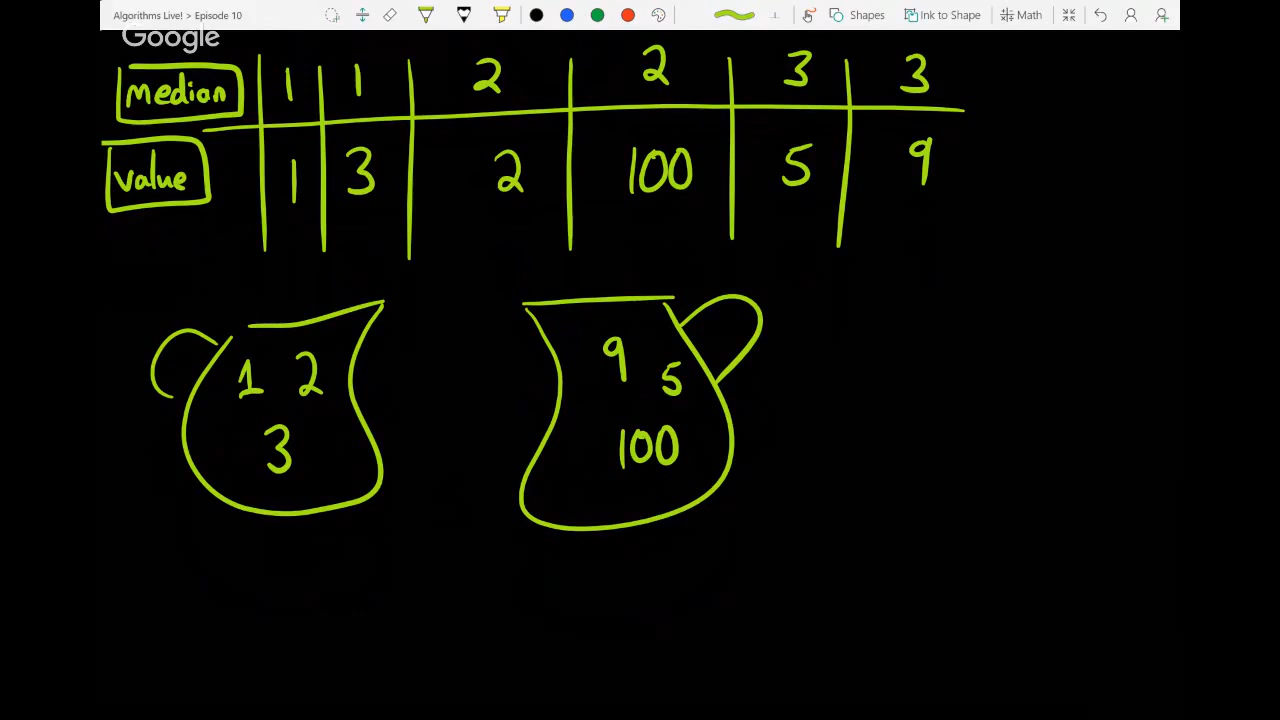 Algorithms Live! > Episode 10
Shapes
Ink to Shape
Math
Google
median 1 1 2 2 3 3
value 1 3 2 100 5 9
1 2
3
9 5
100